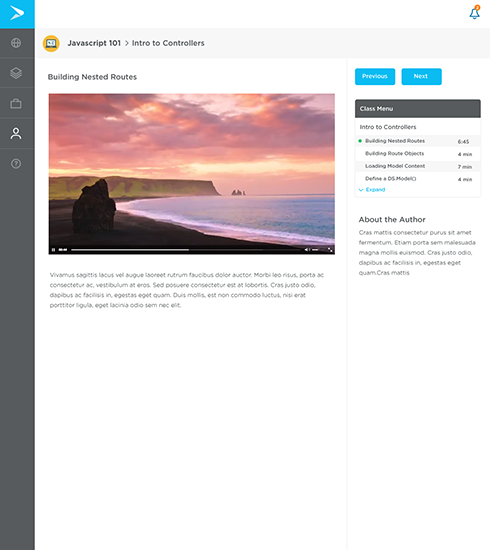 2
Javascript 101 > Intro to Controllers
Building Nested Routes
Vivamus sagittis lacus vel augue laoreet rutrum faucibus dolor auctor. Morbi leo risus, porta ac
consectetur ac, vestibulum at eros. Sed posuere consectetur est at lobortis. Cras justo odio,
dapibus ac facilisis in, egestas eget quam. Duis mollis, est non commodo luctus, nisi erat
porttitor ligula, eget lacinia odio sem nec elit.
Previous
Next
Class Menu
Intro to Controllers
Building Nested Routes 6:45
Building Route Objects 4 min
Loading Model Content 7 min
Define a DS.Model() 4 min
Expand
About the Author
Cras mattis consectetur purus sit amet
fermentum. Etiam porta sem malesuada
magna mollis euismod. Cras justo odio,
dapibus ac facilisis in, egestas eget
quam.Cras mattis